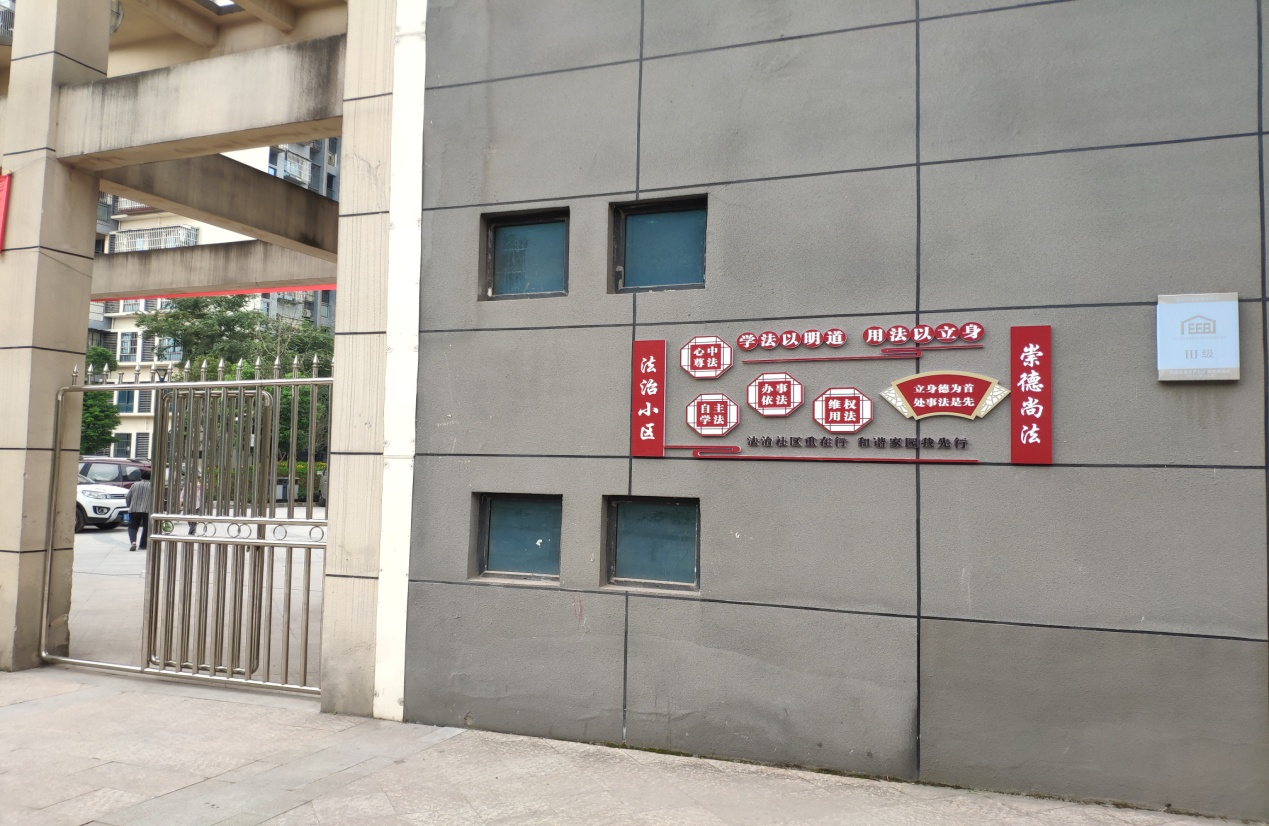 法治小区
心中
尊法
学法以明道 用法以立身
自主
学法
办事
依法
维权
用法
立身德为首
处事法是先
法治社区重在行 和谐家园我先行
崇德尚法
III 级